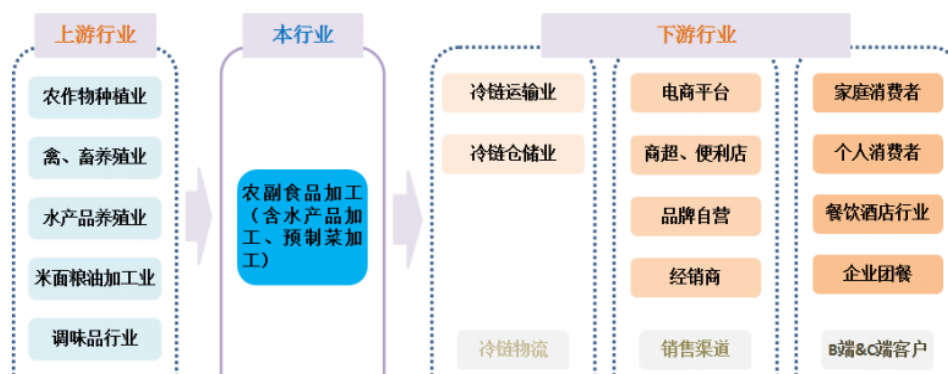 上游行业
本行业
下游行业
农作物种植业
禽、畜养殖业
水产品养殖业
米面粮油加工业
调味品行业
农副食品加工
（含水产品加
工、预制菜加
工）
冷链运输业
冷链仓储业
冷链物流
电商平台
商超、便利店
品牌自营
经销商
销售渠道
家庭消费者
个人消费者
餐饮酒店行业
企业团餐
B端&C端客户